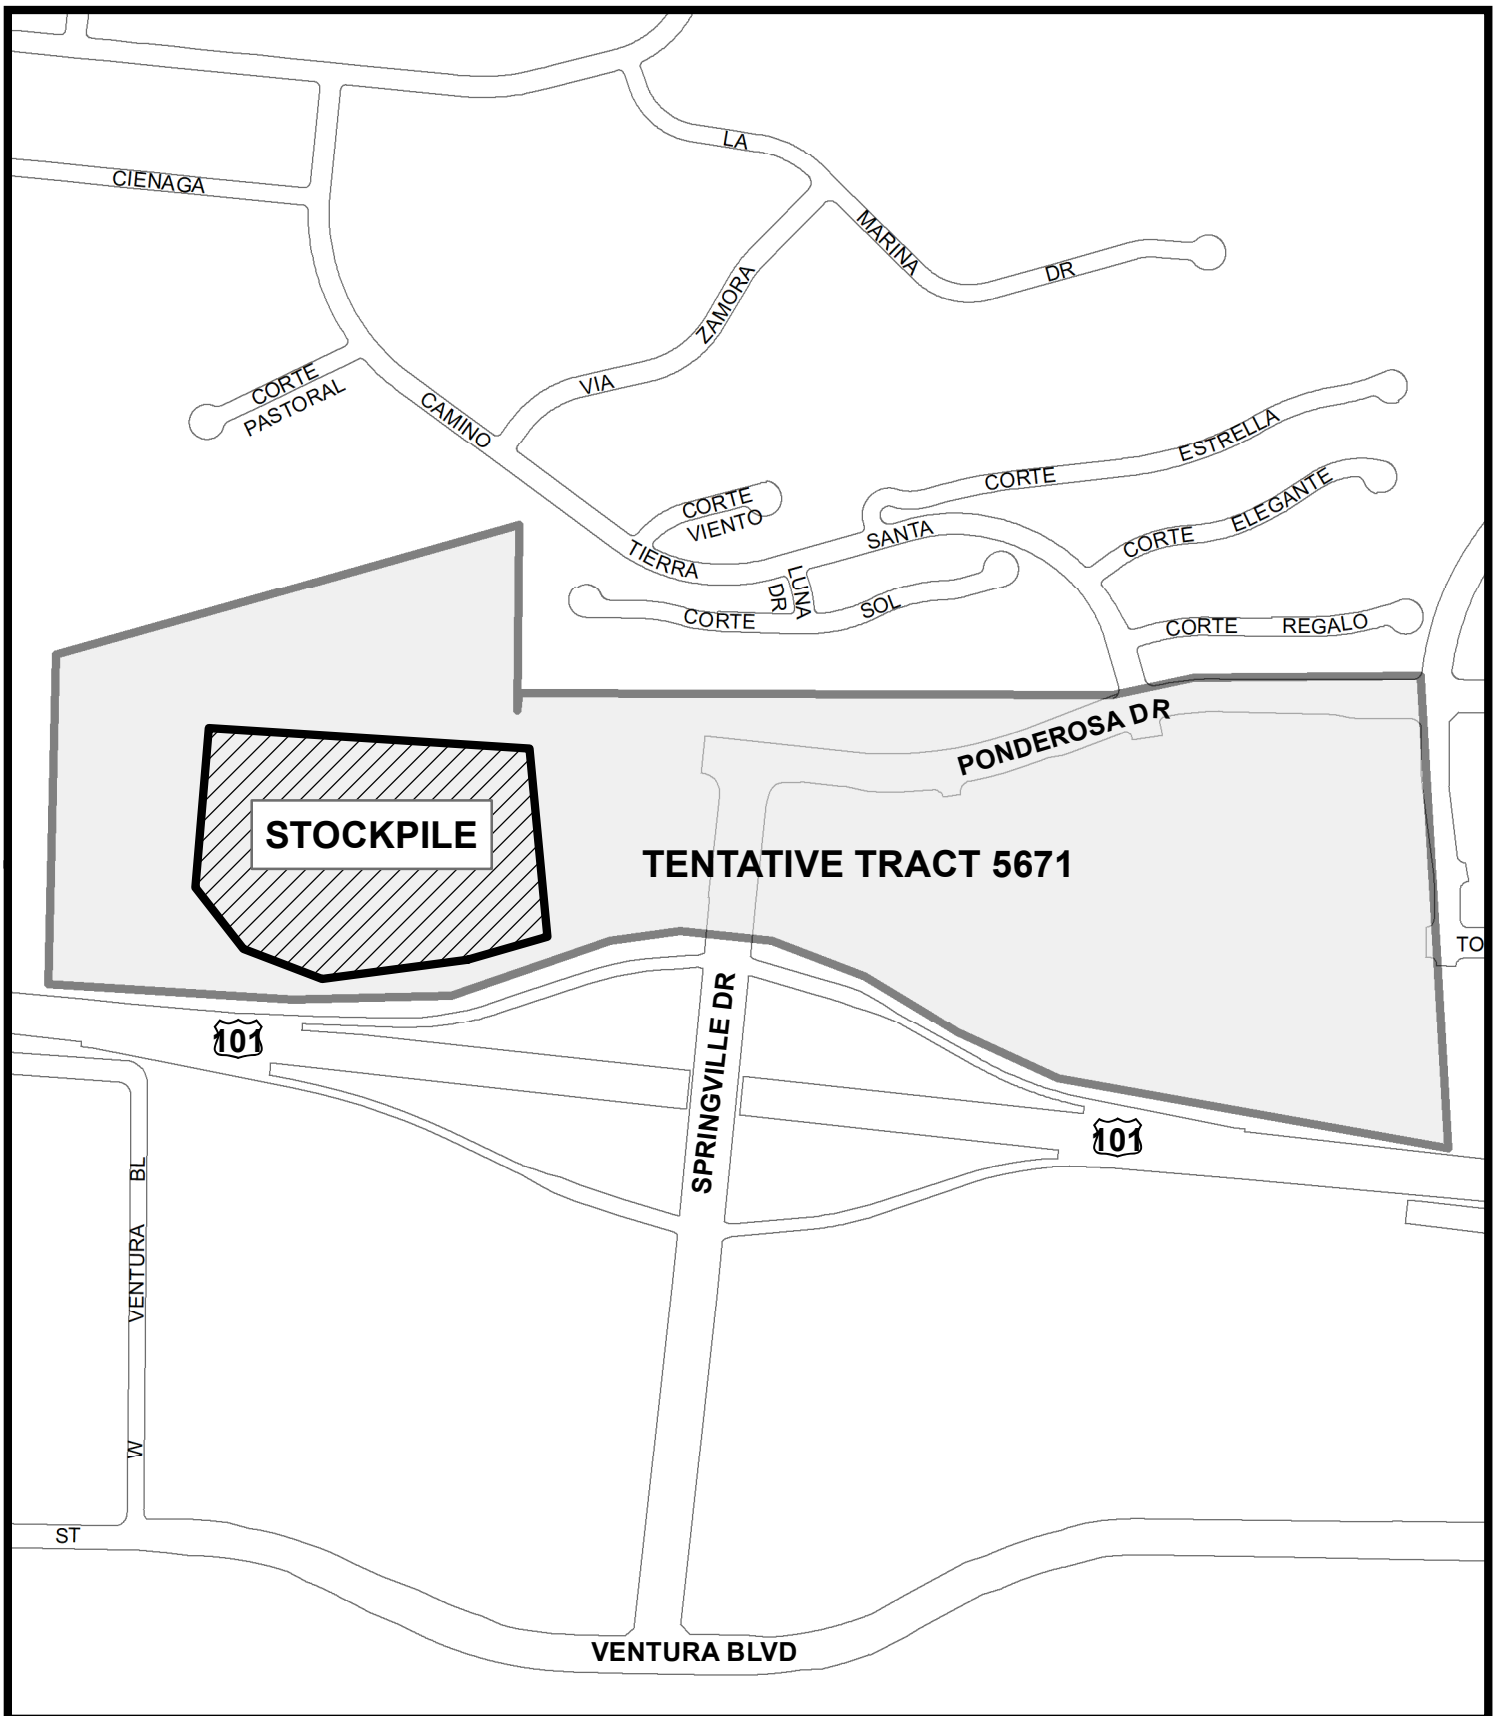 LA
CIENAGA
MARINA
DR
ZAMORA
VIA
CORTE
PASTORAL
CAMINO
ESTRELLA
CORTE
ELEGANTE
CORTE
CORTE
VIENTO
SANTA
TIERRA
LUNA
DR
SOL
CORTE
CORTE REGALO
PONDEROSA DR
STOCKPILE
TENTATIVE TRACT 5671
TO
101
SPRINGVILLE DR
101
W VENTURA BL
ST
VENTURA BLVD